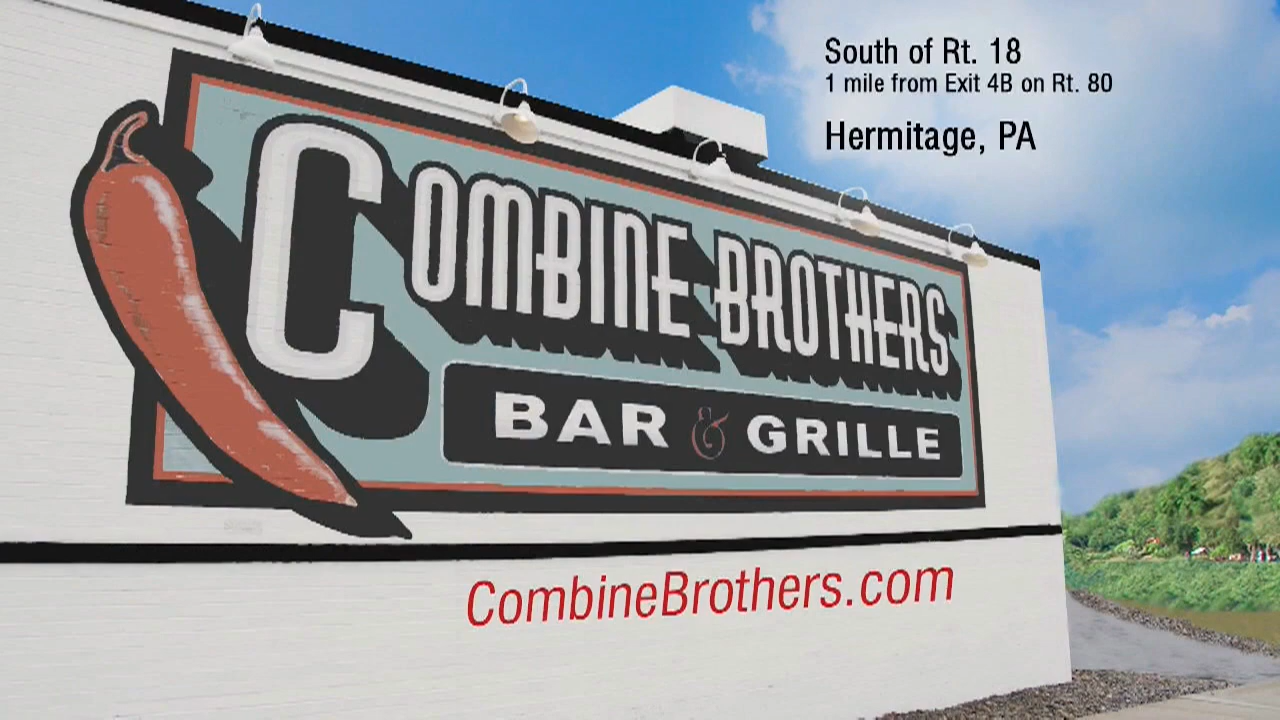 South of Rt. 18
1 mile from Exit 4B on Rt. 80
Hermitage, PA
COMBINE BROTHERS
BAR & GRILLE
CombineBrothers.com